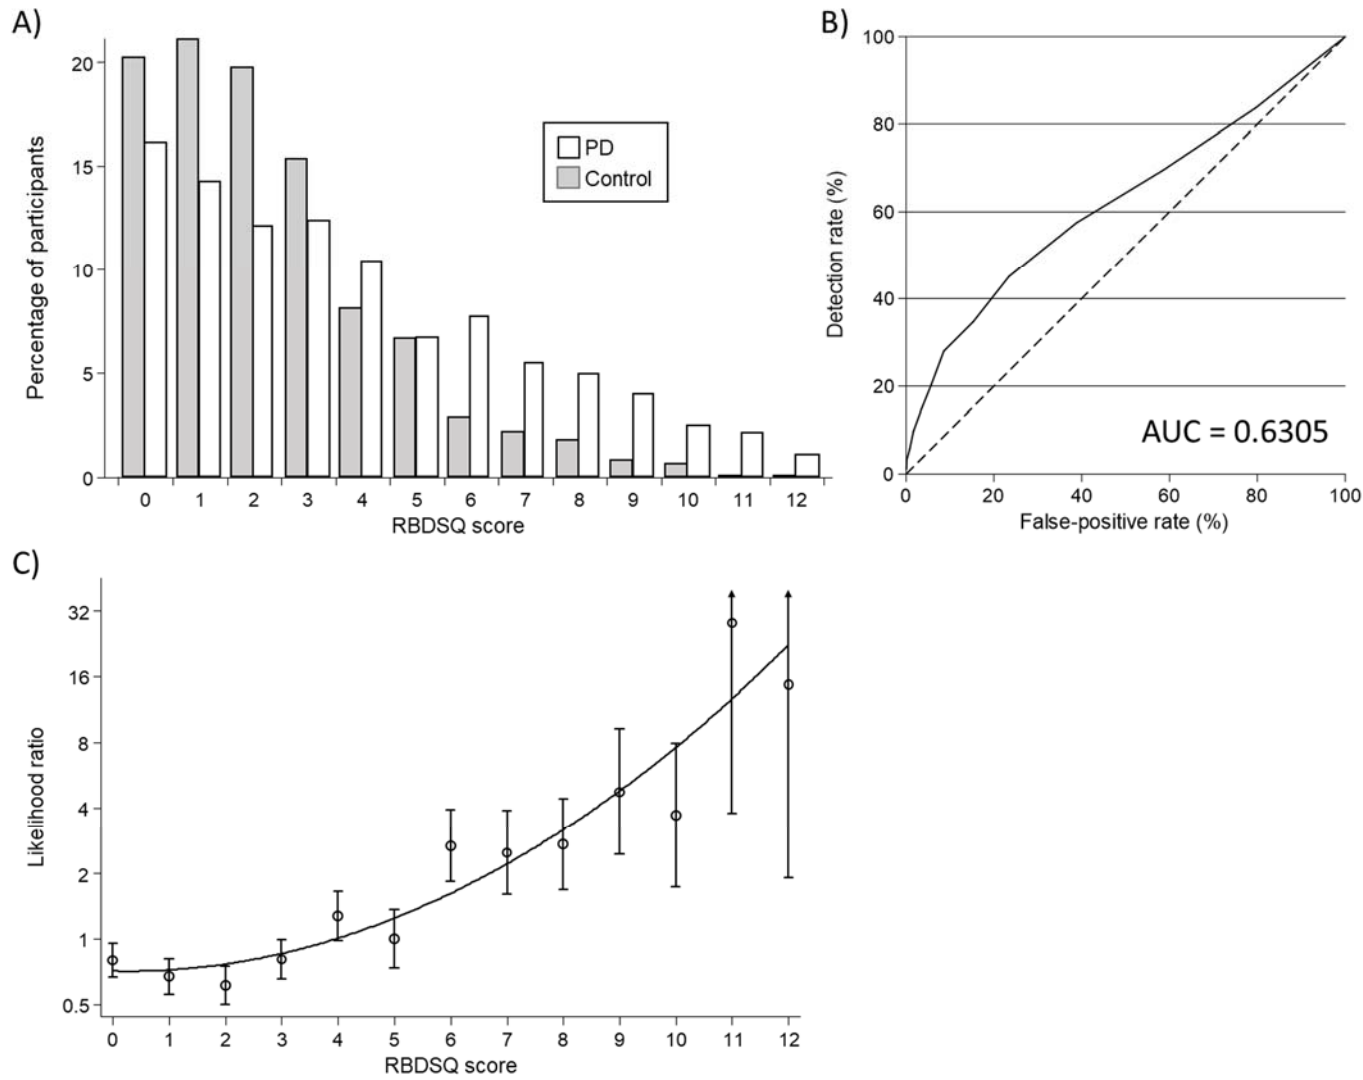 A)
Percentage of participants
20
15
10
5
0
PD
Control
0 1 2 3 4 5 6 7 8 9 10 11 12
RBDSQ score
B)
Detection rate (%)
100
80
60
40
20
0
AUC = 0.6305
0 20 40 60 80 100
False-positive rate (%)
C)
Likelihood ratio
32
16
8
4
2
1
0.5
0 1 2 3 4 5 6 7 8 9 10 11 12
RBDSQ score